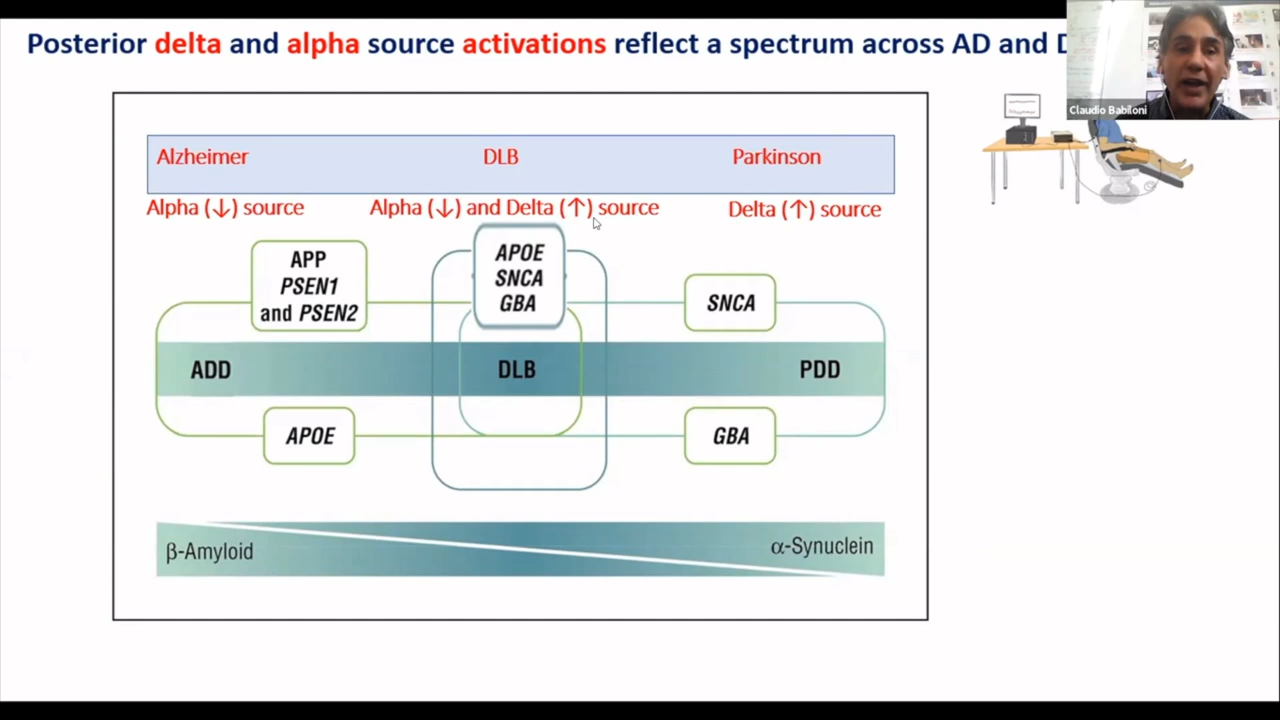 Posterior delta and alpha source activations reflect a spectrum across AD and
Claudio Babiloni
Alzheimer DLB Parkinson
Alpha (↓) source Alpha (↓) and Delta (↑) source Delta (↑) source
APP
PSEN1
and PSEN2
APOE
SNCA
GBA
SNCA
ADD DLB PDD
APOE
GBA
β-Amyloid
α-Synuclein